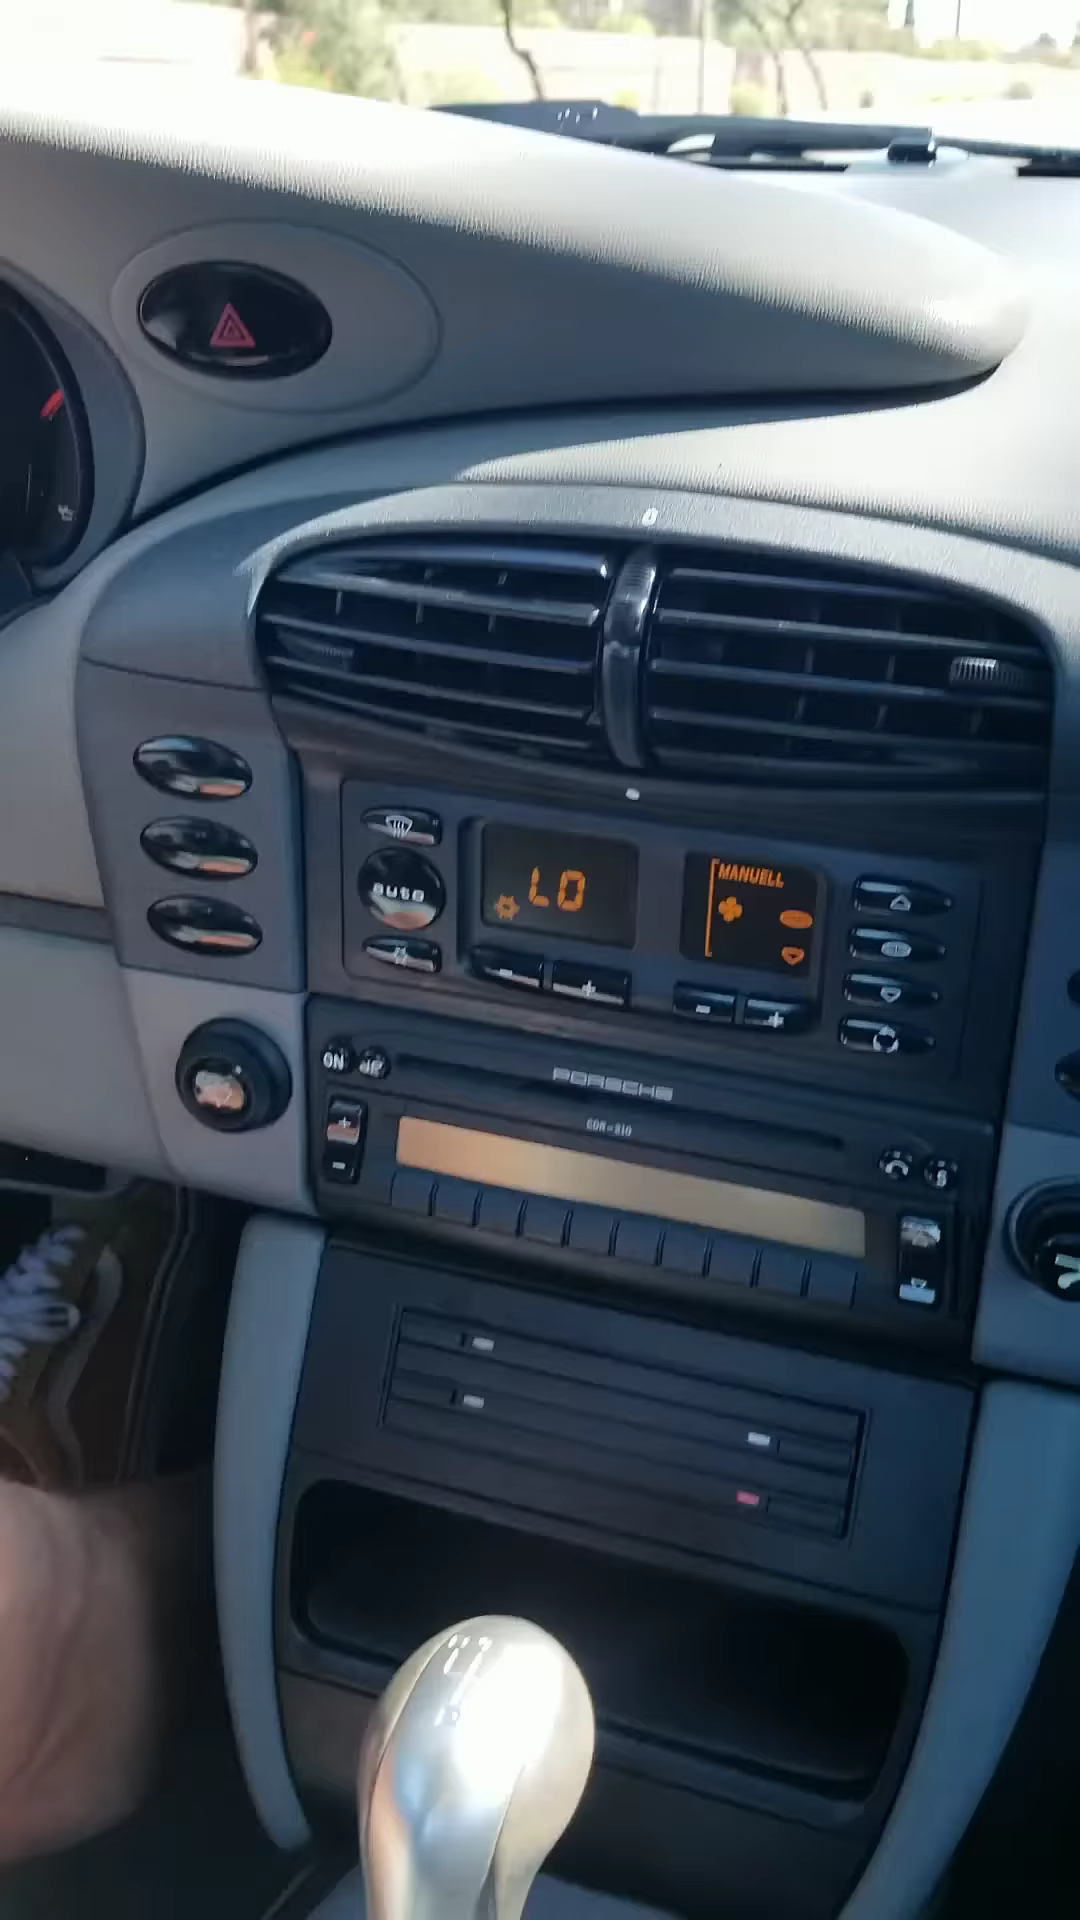 LO
MANUELL
auto
- +
- +
ON
PORSCHE
CDR-210
+
-
S